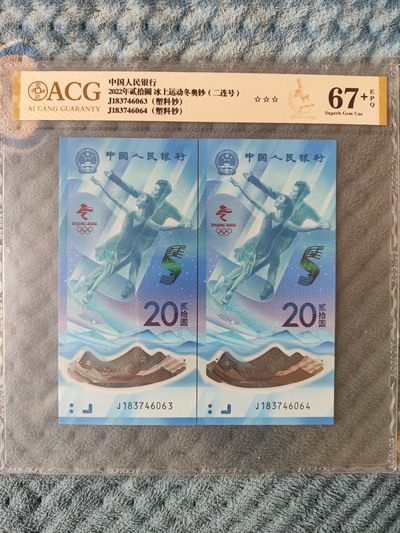 ACG
AI CANG GUARANTY
中国人民银行
2022年贰拾圆 冰上运动冬奥钞（二连号）
J183746063（塑料钞）
J183746064（塑料钞）
☆☆☆
67+
EPQ
Superb Gem Unc
中国人民银行
BEIJING 2022
20
贰拾圆
J183746063
中国人民银行
BEIJING 2022
20
贰拾圆
J183746064